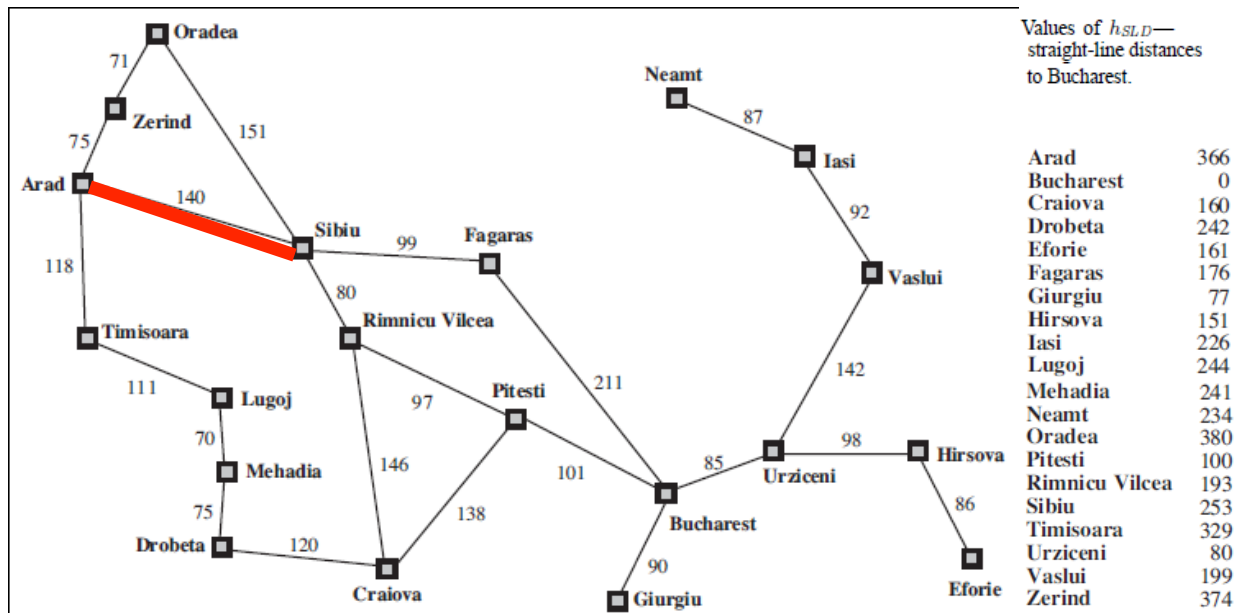 Oradea
71
Neamt
87
Zerind
151
75
Iasi
Arad
140
92
Sibiu
Fagaras
99
118
Vaslui
80
Rimnicu Vilcea
Timisoara
142
111
211
Lugoj
Pitesti
97
70
98
Hirsova
146
85
Mehadia
101
Urziceni
86
138
75
Bucharest
Drobeta
120
90
Eforie
Craiova
Giurgiu
Values of hSLD—
straight-line distances
to Bucharest.
Arad 366
Bucharest 0
Craiova 160
Drobeta 242
Eforie 161
Fagaras 176
Giurgiu 77
Hirsova 151
Iasi 226
Lugoj 244
Mehadia 241
Neamt 234
Oradea 380
Pitesti 100
Rimnicu Vilcea 193
Sibiu 253
Timisoara 329
Urziceni 80
Vaslui 199
Zerind 374